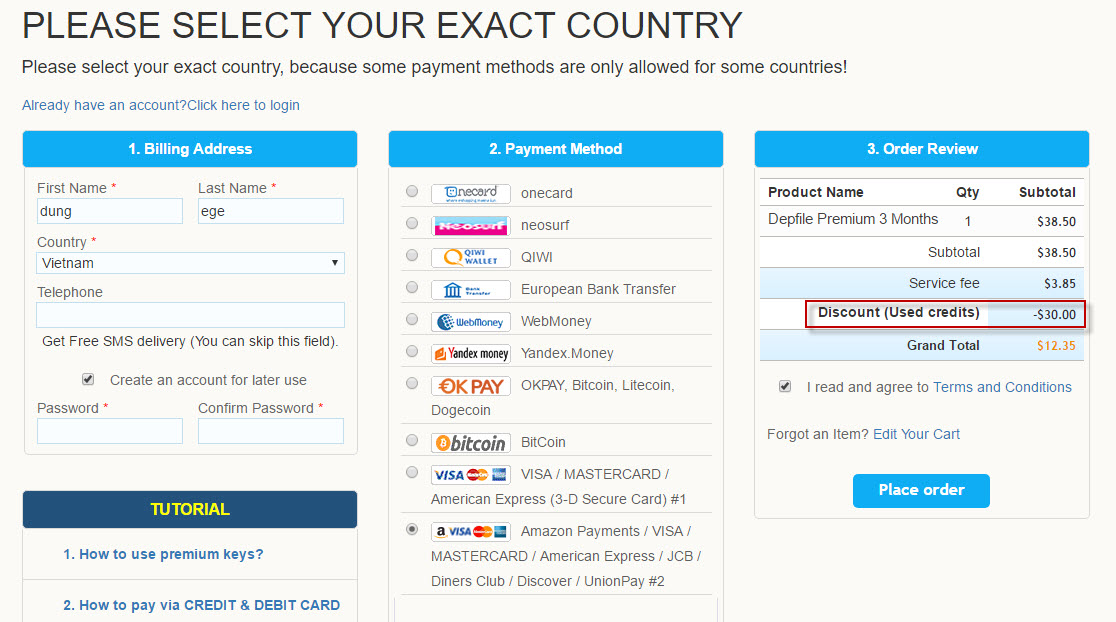 PLEASE SELECT YOUR EXACT COUNTRY
Please select your exact country, because some payment methods are only allowed for some countries!
Already have an account?Click here to login
1. Billing Address
First Name * Last Name *
dung ege
Country *
Vietnam
Telephone
Get Free SMS delivery (You can skip this field).
Create an account for later use
Password * Confirm Password *
TUTORIAL
1. How to use premium keys?
2. How to pay via CREDIT & DEBIT CARD
2. Payment Method
onecard onecard
Neosurf neosurf
QIWI
WALLET
QIWI
Bank
Transfer
European Bank Transfer
WebMoney WebMoney
Yandex money Yandex.Money
OKPAY OKPAY, Bitcoin, Litecoin,
Dogecoin
bitcoin BitCoin
VISA VISA / MASTERCARD /
American Express (3-D Secure Card) #1
a VISA Amazon Payments / VISA /
MASTERCARD / American Express / JCB /
Diners Club / Discover / UnionPay #2
3. Order Review
Product Name Qty Subtotal
Depfile Premium 3 Months 1 $38.50
Subtotal $38.50
Service fee $3.85
Discount (Used credits) -$30.00
Grand Total $12.35
I read and agree to Terms and Conditions
Forgot an Item? Edit Your Cart
Place order